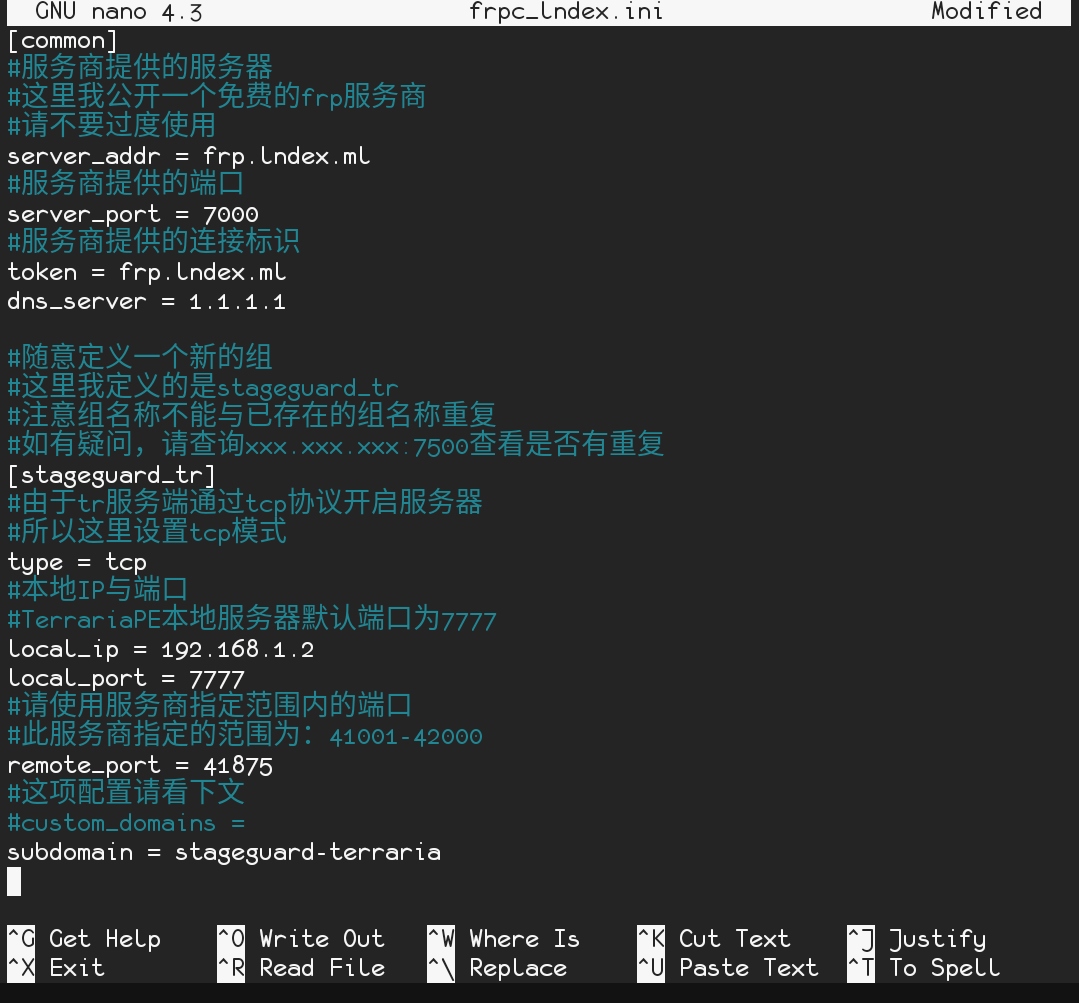 GNU nano 4.3 frpc_lndex.ini Modified
[common]
#服务商提供的服务器
#这里我公开一个免费的frp服务商
#请不要过度使用
server_addr = frp.lndex.ml
#服务商提供的端口
server_port = 7000
#服务商提供的连接标识
token = frp.lndex.ml
dns_server = 1.1.1.1
#随意定义一个新的组
#这里我定义的是stageguard_tr
#注意组名称不能与已存在的组名称重复
#如有疑问，请查询xxx.xxx.xxx:7500查看是否有重复
[stageguard_tr]
#由于tr服务端通过tcp协议开启服务器
#所以这里设置tcp模式
type = tcp
#本地IP与端口
#TerrariaPE本地服务器默认端口为7777
local_ip = 192.168.1.2
local_port = 7777
#请使用服务商指定范围内的端口
#此服务商指定的范围为：41001-42000
remote_port = 41875
#这项配置请看下文
#custom_domains =
subdomain = stageguard-terraria
^G Get Help ^O Write Out ^W Where Is ^K Cut Text ^J Justify
^X Exit ^R Read File ^\ Replace ^U Paste Text ^T To Spell